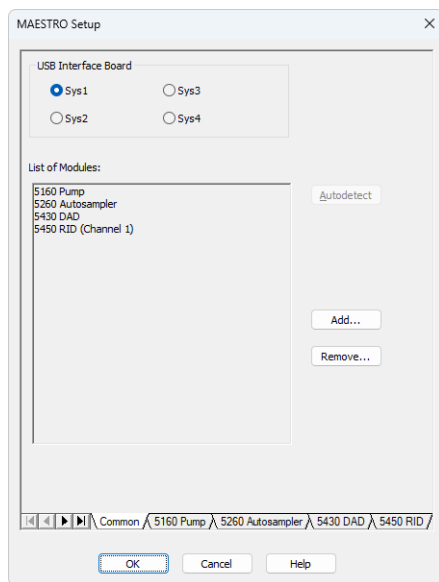 MAESTRO Setup
USB Interface Board
Sys1
Sys3
Sys2
Sys4
List of Modules:
5160 Pump
5260 Autosampler
5430 DAD
5450 RID (Channel 1)
Autodetect
Add...
Remove...
Common
5160 Pump
5260 Autosampler
5430 DAD
5450 RID
OK
Cancel
Help